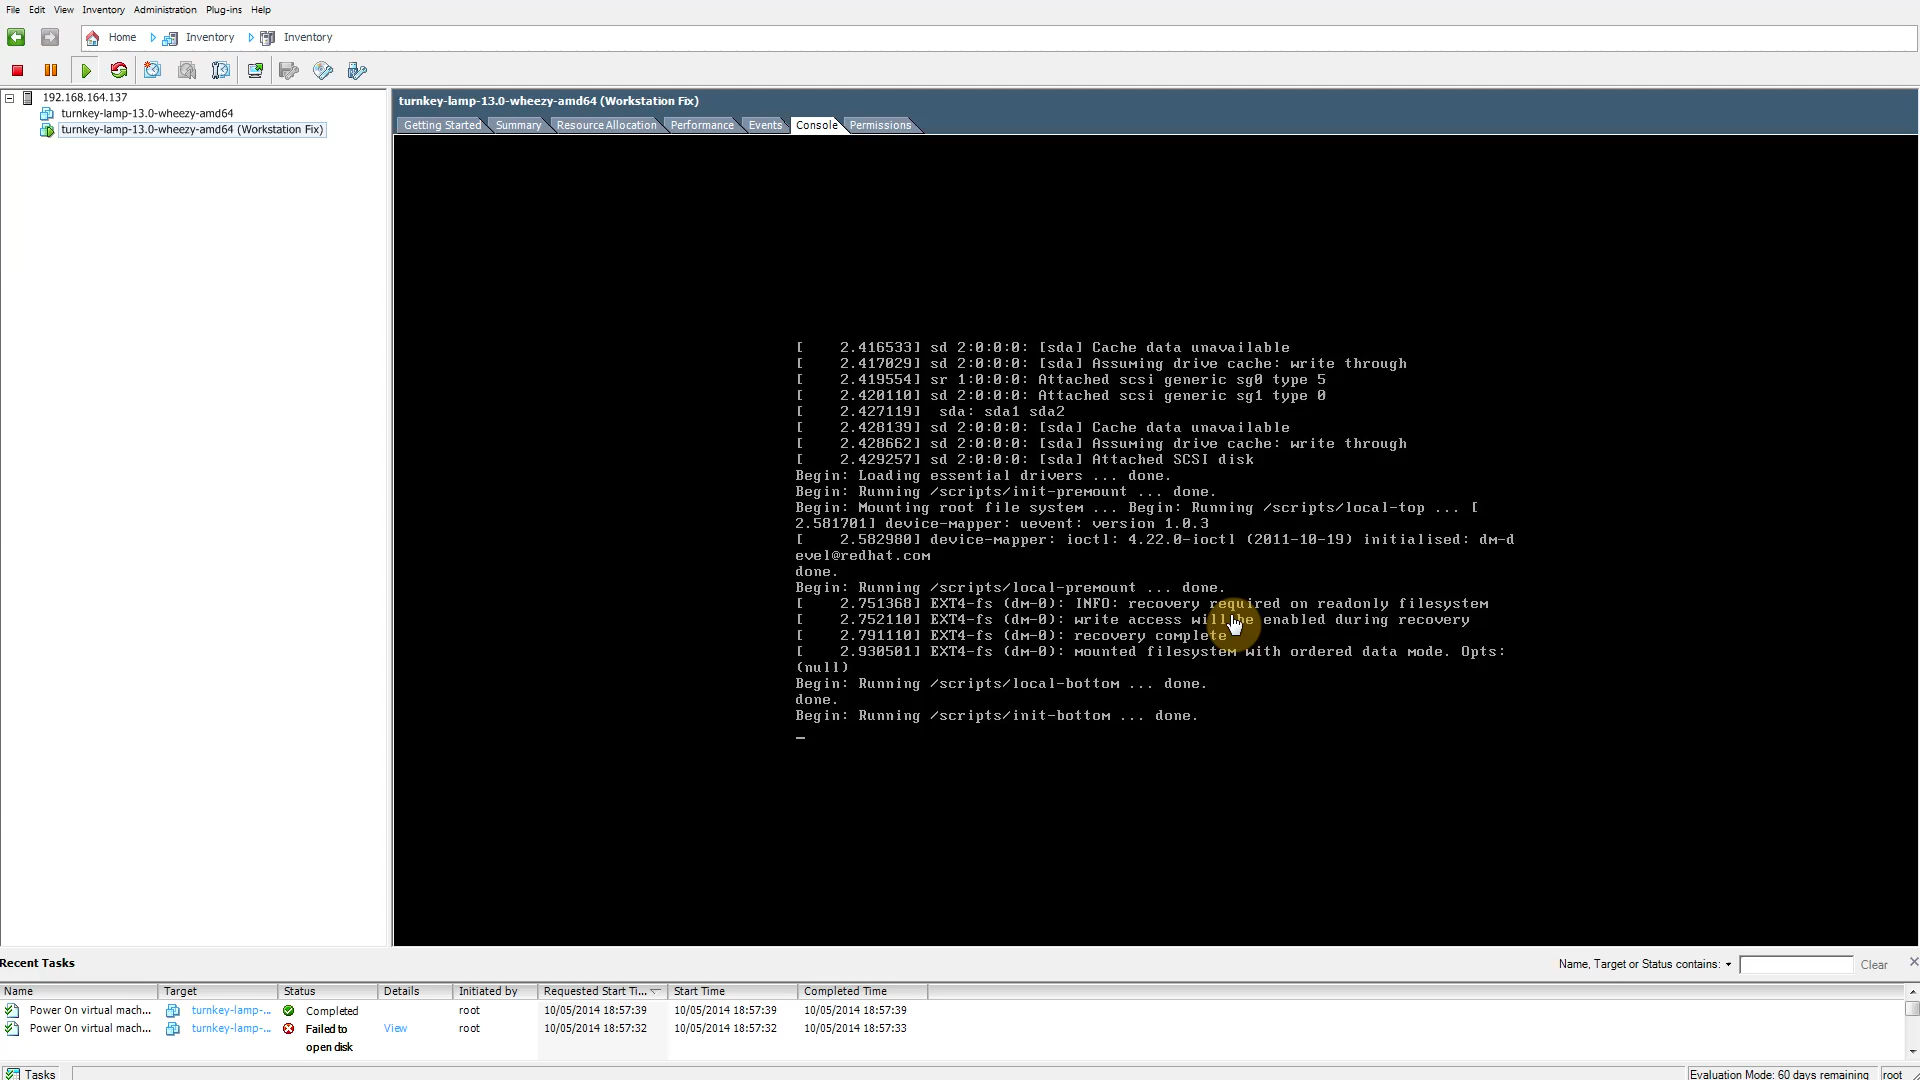 File Edit View Inventory Administration Plug-ins Help
Home Inventory Inventory
192.168.164.137
turnkey-lamp-13.0-wheezy-amd64
turnkey-lamp-13.0-wheezy-amd64 (Workstation Fix)
turnkey-lamp-13.0-wheezy-amd64 (Workstation Fix)
Getting Started Summary Resource Allocation Performance Events Console Permissions
[    2.416533] sd 2:0:0:0: [sda] Cache data unavailable
[    2.417029] sd 2:0:0:0: [sda] Assuming drive cache: write through
[    2.419554] sr 1:0:0:0: Attached scsi generic sg0 type 5
[    2.420110] sd 2:0:0:0: Attached scsi generic sg1 type 0
[    2.427119]  sda: sda1 sda2
[    2.428139] sd 2:0:0:0: [sda] Cache data unavailable
[    2.428662] sd 2:0:0:0: [sda] Assuming drive cache: write through
[    2.429257] sd 2:0:0:0: [sda] Attached SCSI disk
Begin: Loading essential drivers ... done.
Begin: Running /scripts/init-premount ... done.
Begin: Mounting root file system ... Begin: Running /scripts/local-top ... [
2.581701] device-mapper: uevent: version 1.0.3
[    2.582980] device-mapper: ioctl: 4.22.0-ioctl (2011-10-19) initialised: dm-d
evel@redhat.com
done.
Begin: Running /scripts/local-premount ... done.
[    2.751368] EXT4-fs (dm-0): INFO: recovery required on readonly filesystem
[    2.752110] EXT4-fs (dm-0): write access will be enabled during recovery
[    2.791110] EXT4-fs (dm-0): recovery complete
[    2.930501] EXT4-fs (dm-0): mounted filesystem with ordered data mode. Opts:
(null)
Begin: Running /scripts/local-bottom ... done.
done.
Begin: Running /scripts/init-bottom ... done.
_
Recent Tasks
Name, Target or Status contains: Clear
Name Target Status Details Initiated by Requested Start Ti... Start Time Completed Time
Power On virtual mach... turnkey-lamp-... Completed root 10/05/2014 18:57:39 10/05/2014 18:57:39 10/05/2014 18:57:39
Power On virtual mach... turnkey-lamp-... Failed to View root 10/05/2014 18:57:32 10/05/2014 18:57:32 10/05/2014 18:57:33
open disk
Tasks Evaluation Mode: 60 days remaining root